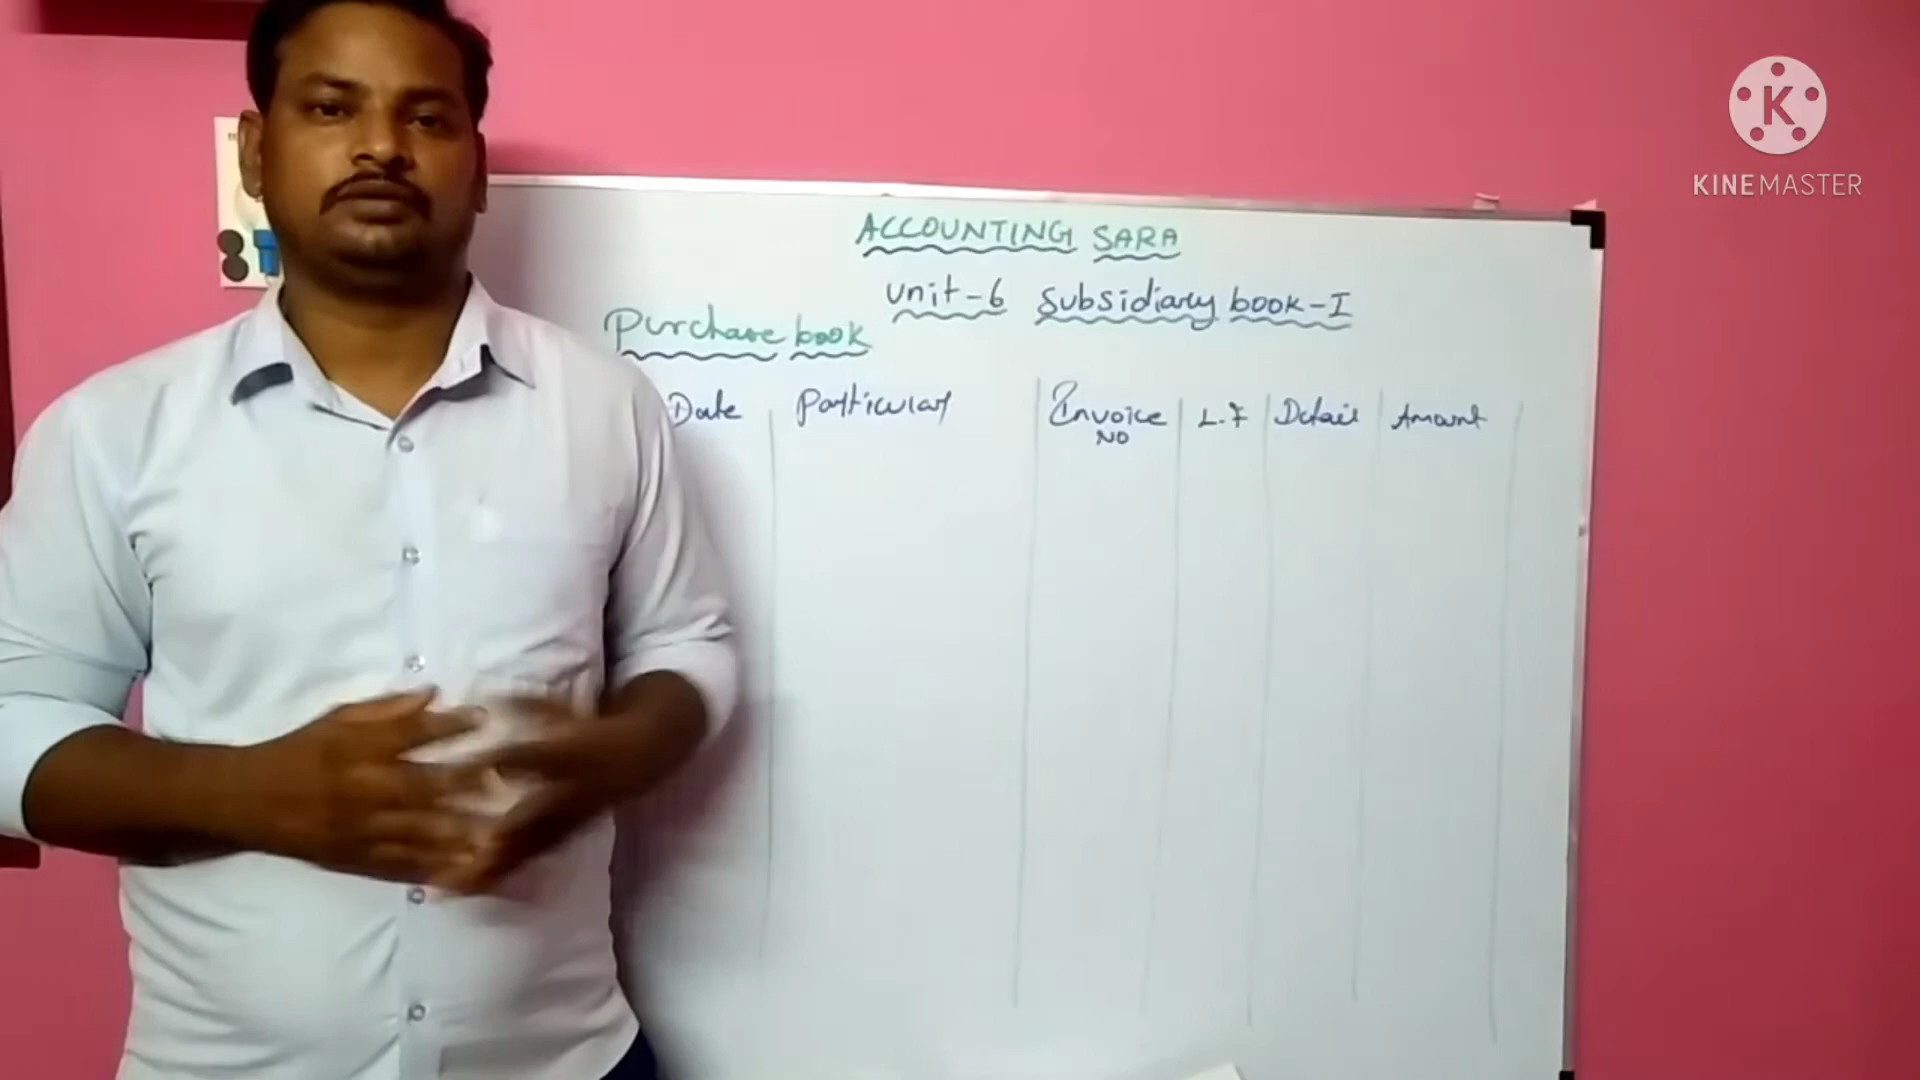 K
KINEMASTER
ACCOUNTING SARA
Unit-6 Subsidiary book-I
Purchase book
Date Particular Invoice NO L.F Detail Amount